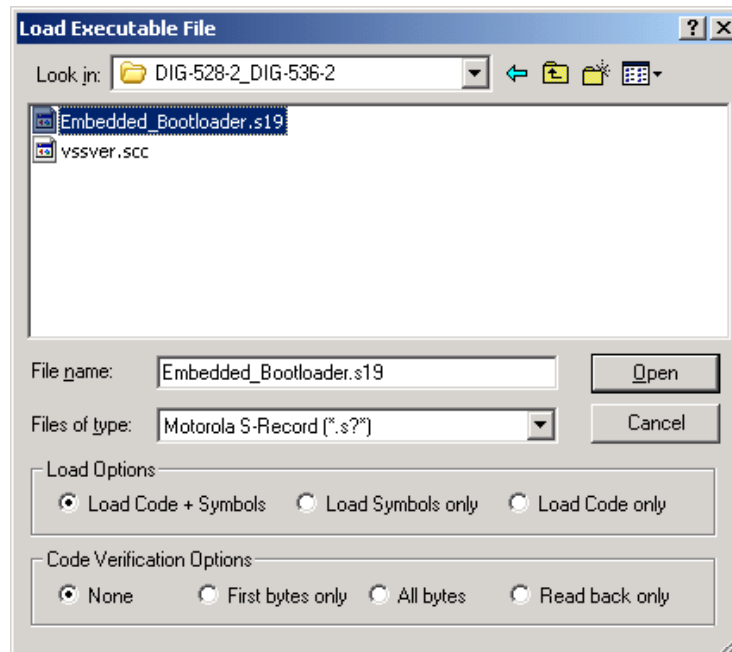 Load Executable File
Look in: DIG-528-2_DIG-536-2
Embedded_Bootloader.s19
vssver.scc
File name: Embedded_Bootloader.s19 Open
Files of type: Motorola S-Record (*.s?*) Cancel
Load Options
Load Code + Symbols Load Symbols only Load Code only
Code Verification Options
None First bytes only All bytes Read back only